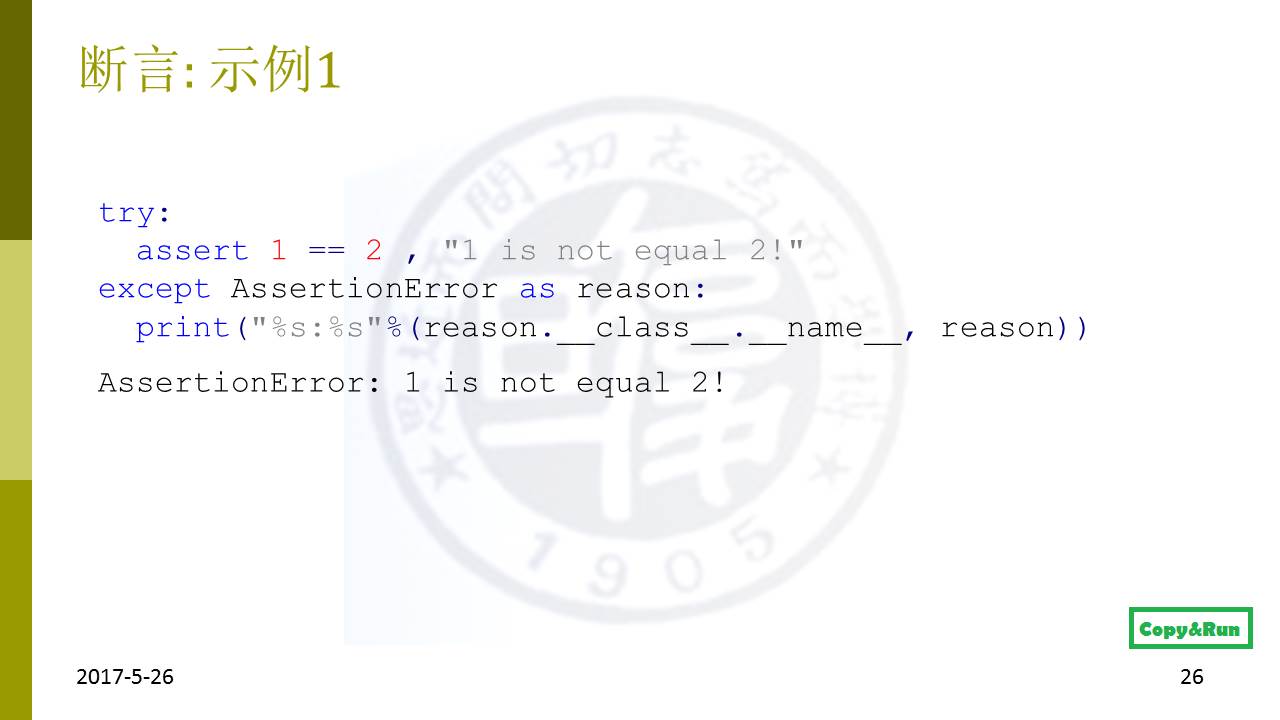 断言: 示例1
try:
  assert 1 == 2 , "1 is not equal 2!"
except AssertionError as reason:
  print("%s:%s"%(reason.__class__.__name__, reason))
AssertionError: 1 is not equal 2!
1905
Copy&Run
2017-5-26
26